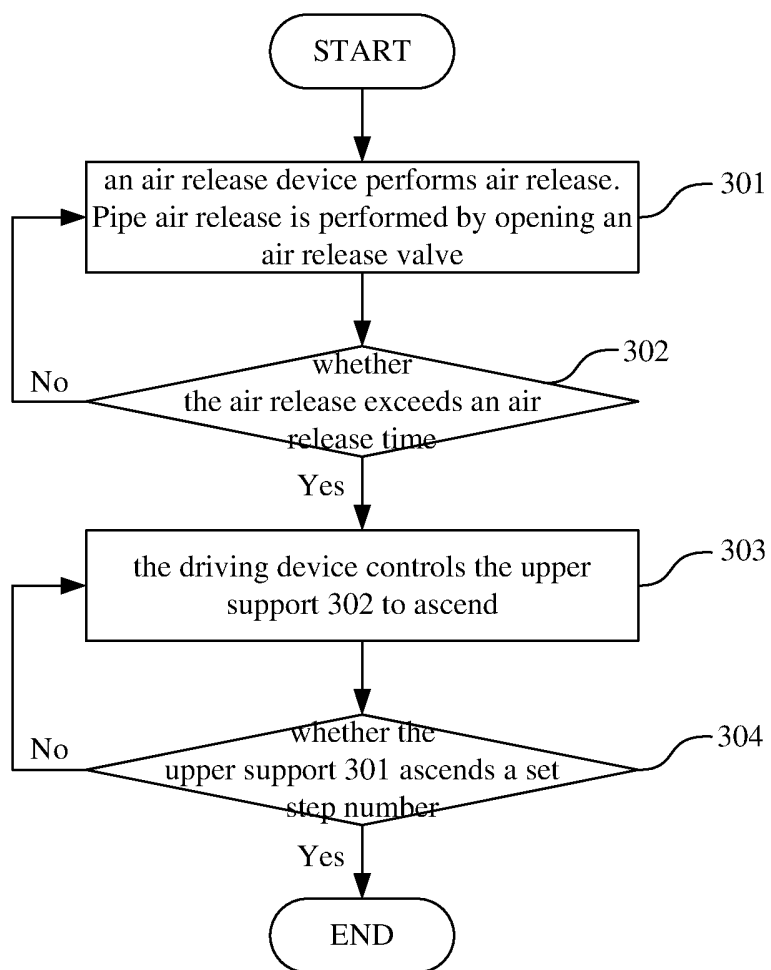 START
an air release device performs air release.
Pipe air release is performed by opening an
air release valve
301
whether
the air release exceeds an air
release time
302
No
Yes
the driving device controls the upper
support 302 to ascend
303
whether the
upper support 301 ascends a set
step number
304
No
Yes
END